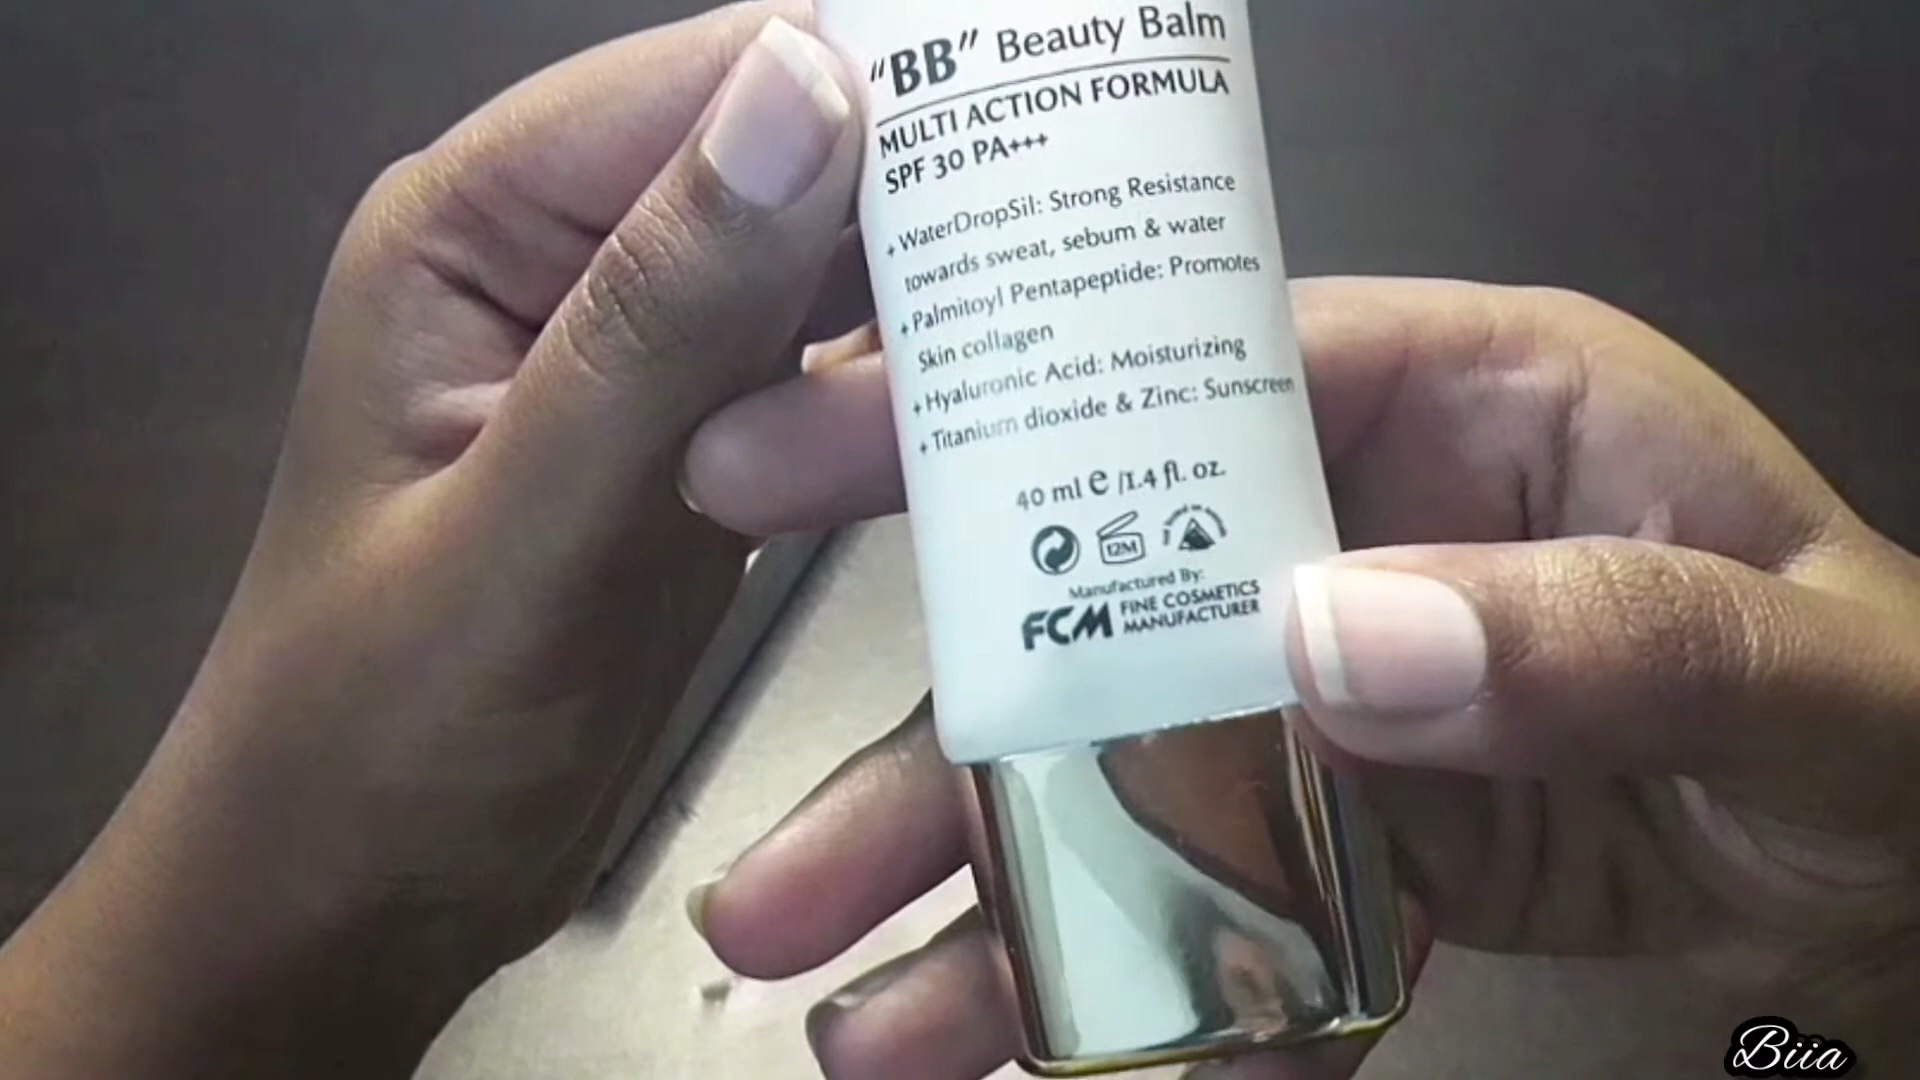 "BB" Beauty Balm
MULTI ACTION FORMULA
SPF 30 PA+++
+ WaterDropSil: Strong Resistance
towards sweat, sebum & water
+ Palmitoyl Pentapeptide: Promotes
Skin collagen
+ Hyaluronic Acid: Moisturizing
+ Titanium dioxide & Zinc: Sunscreen
40 ml e /1.4 fl. oz.
12M
Manufactured By:
FCM FINE COSMETICS
MANUFACTURER
Biia